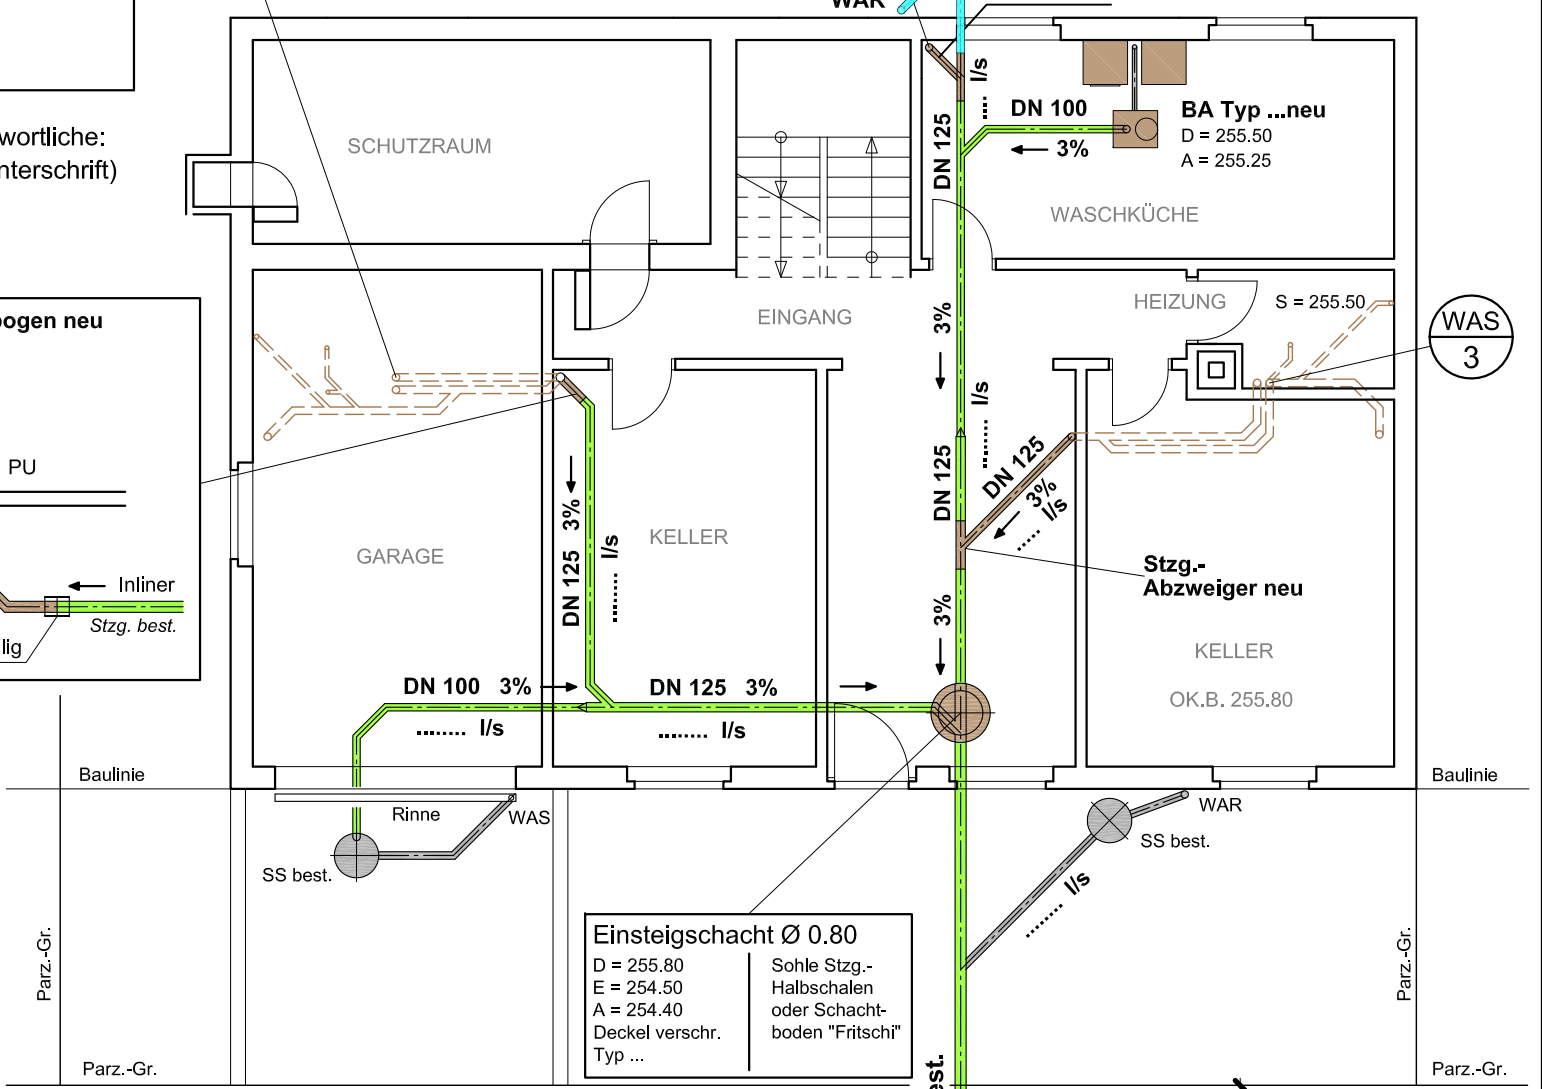 WAR
wortliche:
nterschrift)
SCHUTZRAUM
l/s
DN 100
3%
DN 125
BA Typ ...neu
D = 255.50
A = 255.25
WASCHKÜCHE
ogen neu
EINGANG
3%
HEIZUNG
S = 255.50
WAS
3
l/s
PU
DN 125
DN 125
3%
l/s
GARAGE
3%
DN 125
l/s
KELLER
Stzg.-
Abzweiger neu
Inliner
Stzg. best.
lig
3%
KELLER
OK.B. 255.80
DN 100 3%
DN 125 3%
........ l/s
........ l/s
Baulinie
Baulinie
Rinne
WAS
SS best.
WAR
SS best.
l/s
Einsteigschacht Ø 0.80
D = 255.80
E = 254.50
A = 254.40
Deckel verschr.
Typ ...
Sohle Stzg.-
Halbschalen
oder Schacht-
boden "Fritschi"
Parz.-Gr.
Parz.-Gr.
Parz.-Gr.
Parz.-Gr.
est.